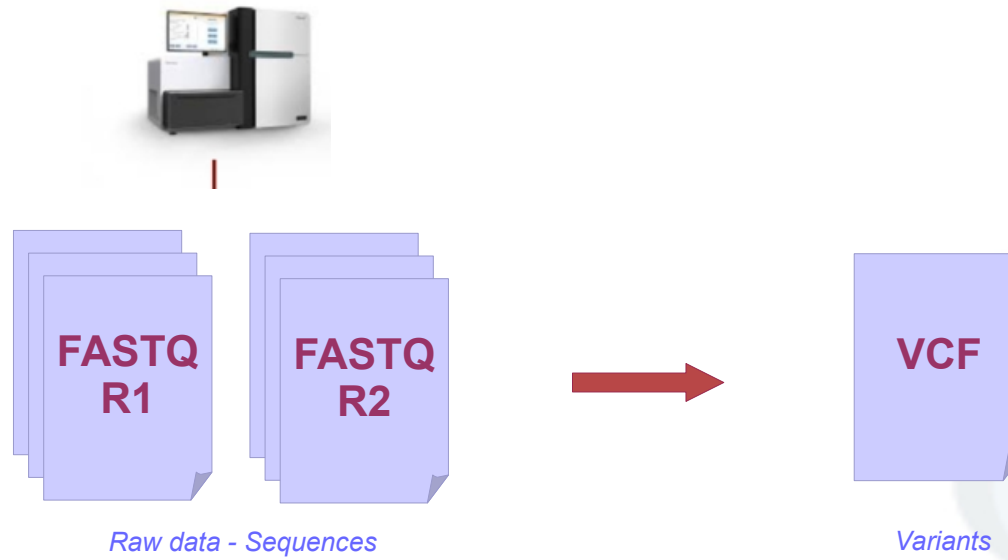 FASTQ
R1
FASTQ
R2
VCF
Raw data - Sequences
Variants